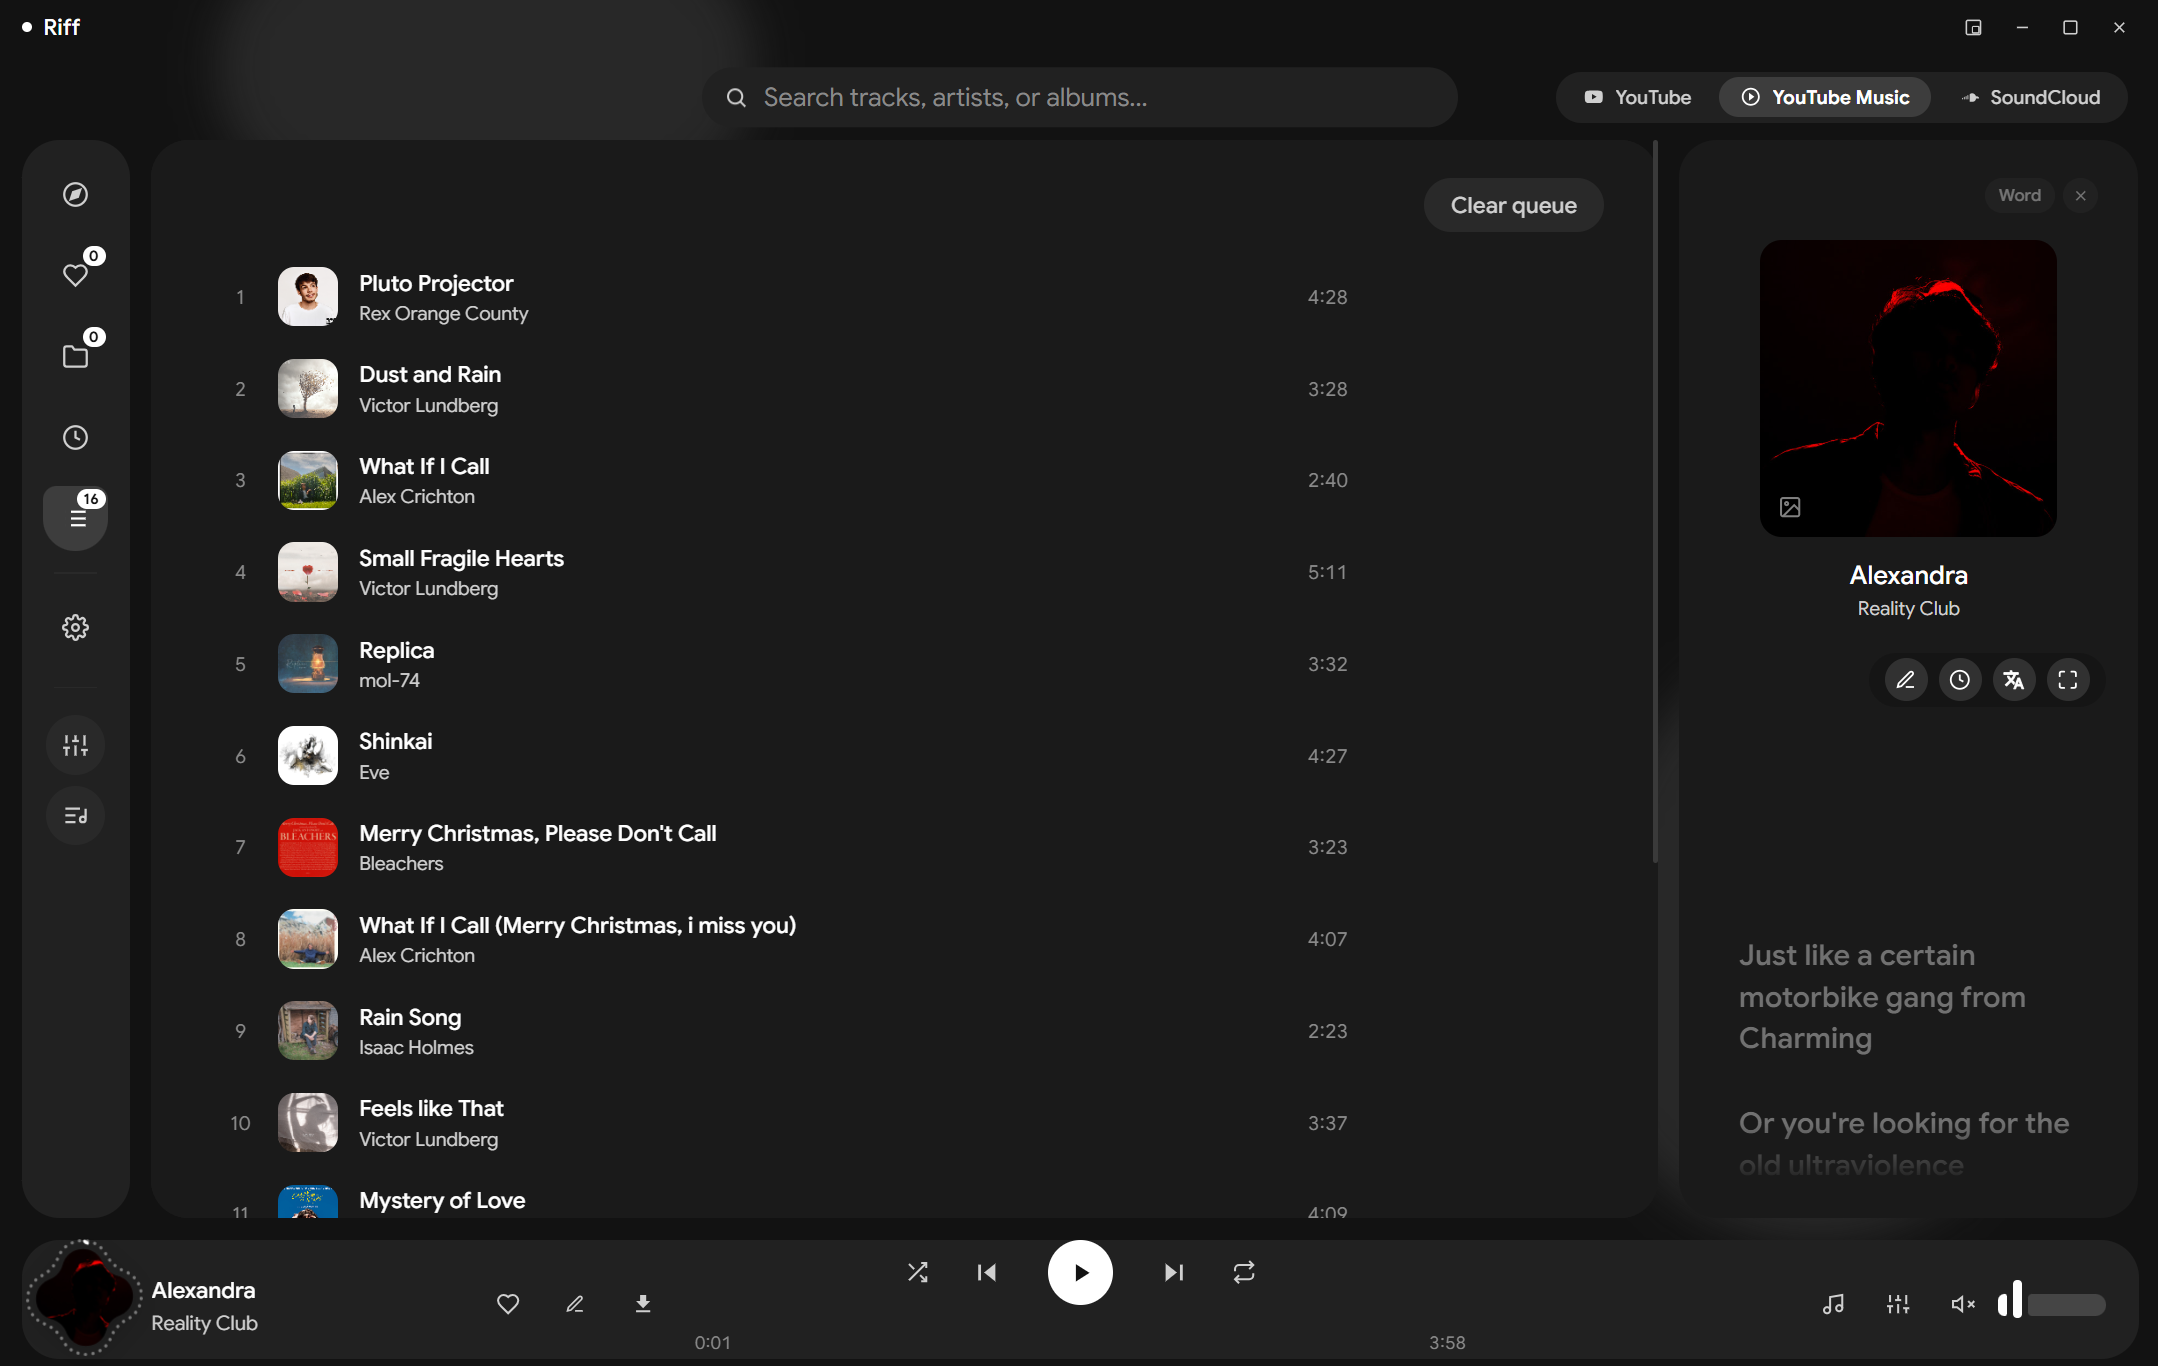 Riff
Search tracks, artists, or albums...
YouTube
YouTube Music
SoundCloud
0
0
16
Clear queue
1
Pluto Projector
Rex Orange County
4:28
2
Dust and Rain
Victor Lundberg
3:28
3
What If I Call
Alex Crichton
2:40
4
Small Fragile Hearts
Victor Lundberg
5:11
5
Replica
mol-74
3:32
6
Shinkai
Eve
4:27
BLEACHERS
7
Merry Christmas, Please Don't Call
Bleachers
3:23
8
What If I Call (Merry Christmas, i miss you)
Alex Crichton
4:07
9
Rain Song
Isaac Holmes
2:23
10
Feels like That
Victor Lundberg
3:37
11
Mystery of Love
4:09
Word
Alexandra
Reality Club
Just like a certain
motorbike gang from
Charming
Or you're looking for the
old ultraviolence
Alexandra
Reality Club
0:01
3:58